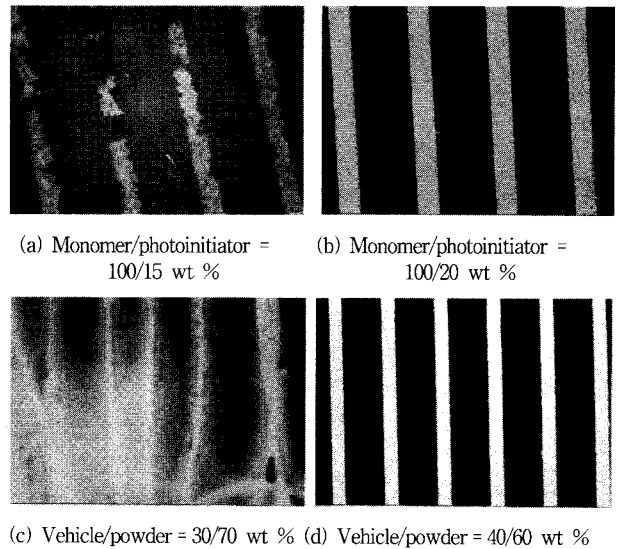 (a) Monomer/photoinitiator =
100/15 wt %
(b) Monomer/photoinitiator =
100/20 wt %
(c) Vehicle/powder = 30/70 wt %
(d) Vehicle/powder = 40/60 wt %